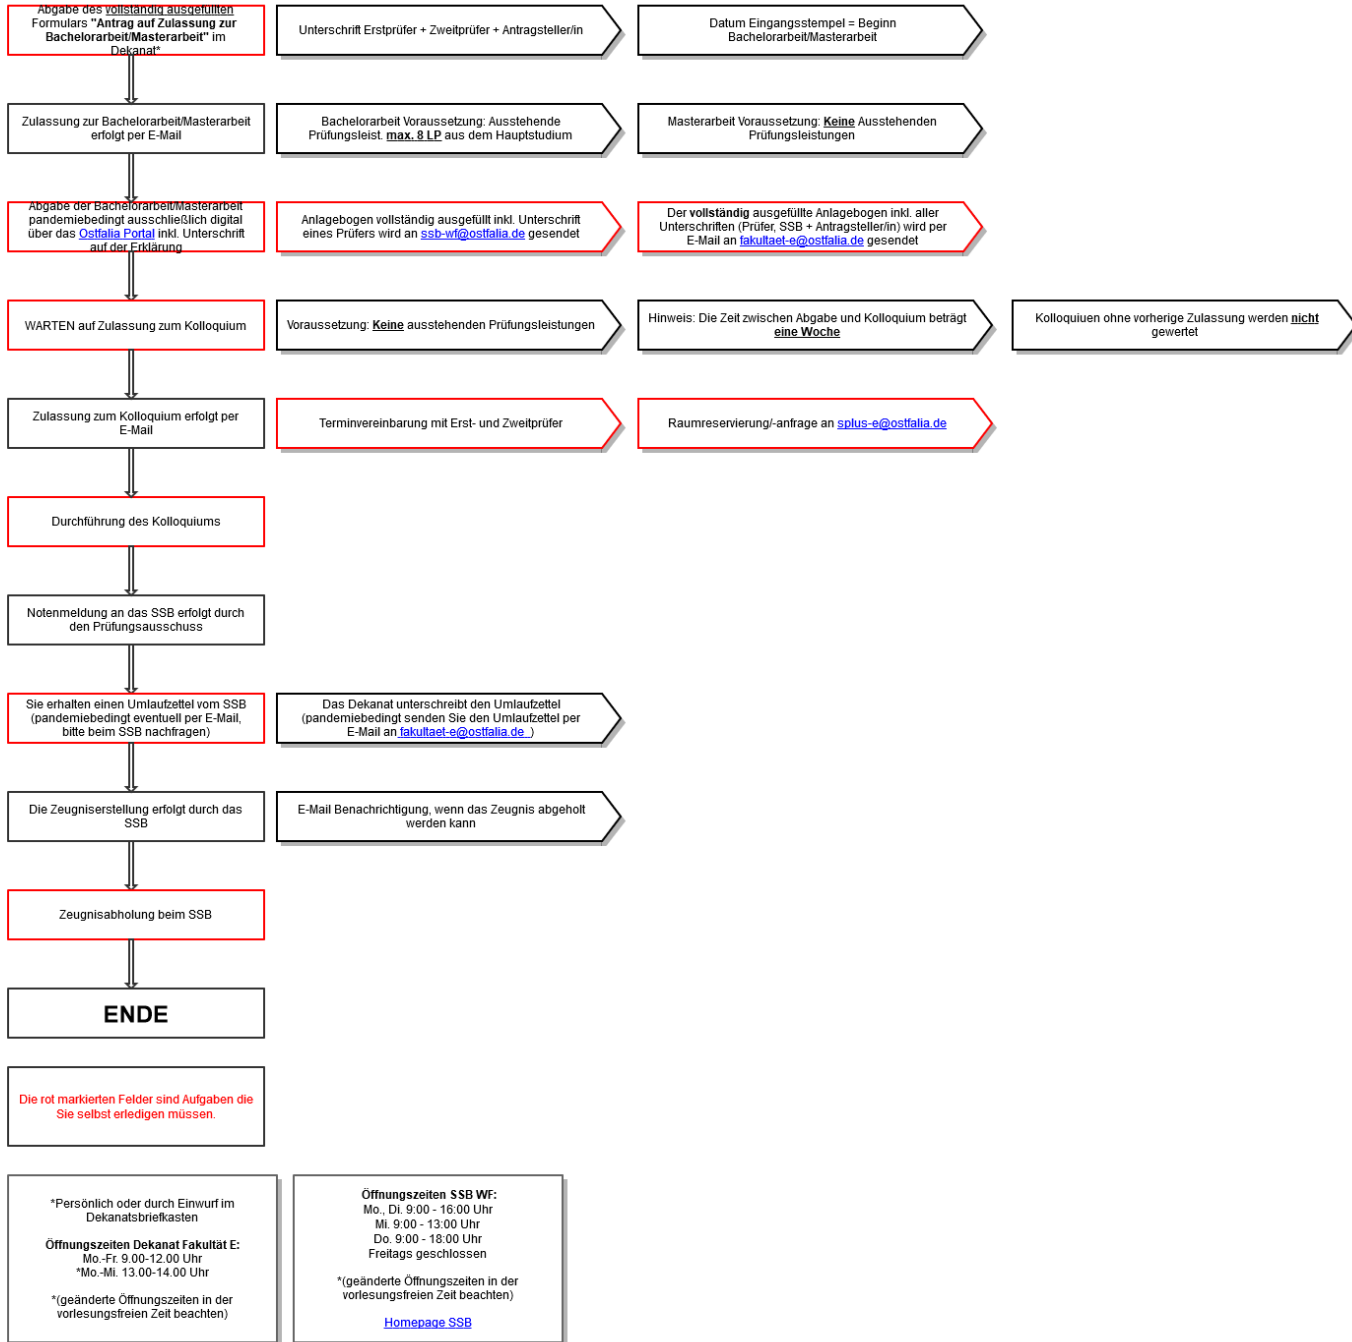 Abgabe des vollständig ausgefüllten
Formulars "Antrag auf Zulassung zur
Bachelorarbeit/Masterarbeit" im
Dekanat*
Unterschrift Erstprüfer + Zweitprüfer + Antragsteller/in
Datum Eingangsstempel = Beginn
Bachelorarbeit/Masterarbeit
Zulassung zur Bachelorarbeit/Masterarbeit
erfolgt per E-Mail
Bachelorarbeit Voraussetzung: Ausstehende
Prüfungsleist. max. 8 LP aus dem Hauptstudium
Masterarbeit Voraussetzung: Keine Ausstehenden
Prüfungsleistungen
Abgabe der Bachelorarbeit/Masterarbeit
pandemiebedingt ausschließlich digital
über das Ostfalia Portal inkl. Unterschrift
auf der Erklärung
Anlagebogen vollständig ausgefüllt inkl. Unterschrift
eines Prüfers wird an ssb-wf@ostfalia.de gesendet
Der vollständig ausgefüllte Anlagebogen inkl. aller
Unterschriften (Prüfer, SSB + Antragsteller/in) wird per
E-Mail an fakultaet-e@ostfalia.de gesendet
WARTEN auf Zulassung zum Kolloquium
Voraussetzung: Keine ausstehenden Prüfungsleistungen
Hinweis: Die Zeit zwischen Abgabe und Kolloquium beträgt
eine Woche
Kolloquiuen ohne vorherige Zulassung werden nicht
gewertet
Zulassung zum Kolloquium erfolgt per
E-Mail
Terminvereinbarung mit Erst- und Zweitprüfer
Raumreservierung/-anfrage an splus-e@ostfalia.de
Durchführung des Kolloquiums
Notenmeldung an das SSB erfolgt durch
den Prüfungsausschuss
Sie erhalten einen Umlaufzettel vom SSB
(pandemiebedingt eventuell per E-Mail,
bitte beim SSB nachfragen)
Das Dekanat unterschreibt den Umlaufzettel
(pandemiebedingt senden Sie den Umlaufzettel per
E-Mail an fakultaet-e@ostfalia.de )
Die Zeugniserstellung erfolgt durch das
SSB
E-Mail Benachrichtigung, wenn das Zeugnis abgeholt
werden kann
Zeugnisabholung beim SSB
ENDE
Die rot markierten Felder sind Aufgaben die
Sie selbst erledigen müssen.
*Persönlich oder durch Einwurf im
Dekanatsbriefkasten
Öffnungszeiten Dekanat Fakultät E:
Mo.-Fr. 9.00-12.00 Uhr
*Mo.-Mi. 13.00-14.00 Uhr
*(geänderte Öffnungszeiten in der
vorlesungsfreien Zeit beachten)
Öffnungszeiten SSB WF:
Mo., Di. 9:00 - 16:00 Uhr
Mi. 9:00 - 13:00 Uhr
Do. 9:00 - 18:00 Uhr
Freitags geschlossen
*(geänderte Öffnungszeiten in der
vorlesungsfreien Zeit beachten)
Homepage SSB